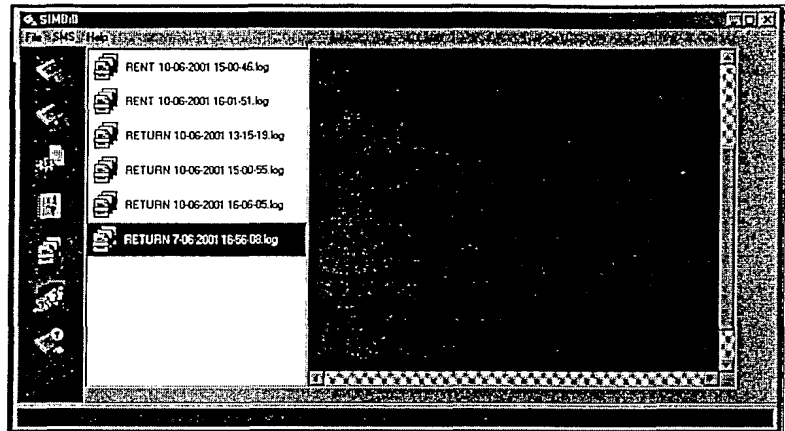 SIMBill
File SMS Help
RENT 10-06-2001 15-00-46.log
RENT 10-06-2001 16-01-51.log
RETURN 10-06-2001 13-15-19.log
RETURN 10-06-2001 15-00-55.log
RETURN 10-06-2001 16-06-05.log
RETURN 7-06-2001 16-56-08.log